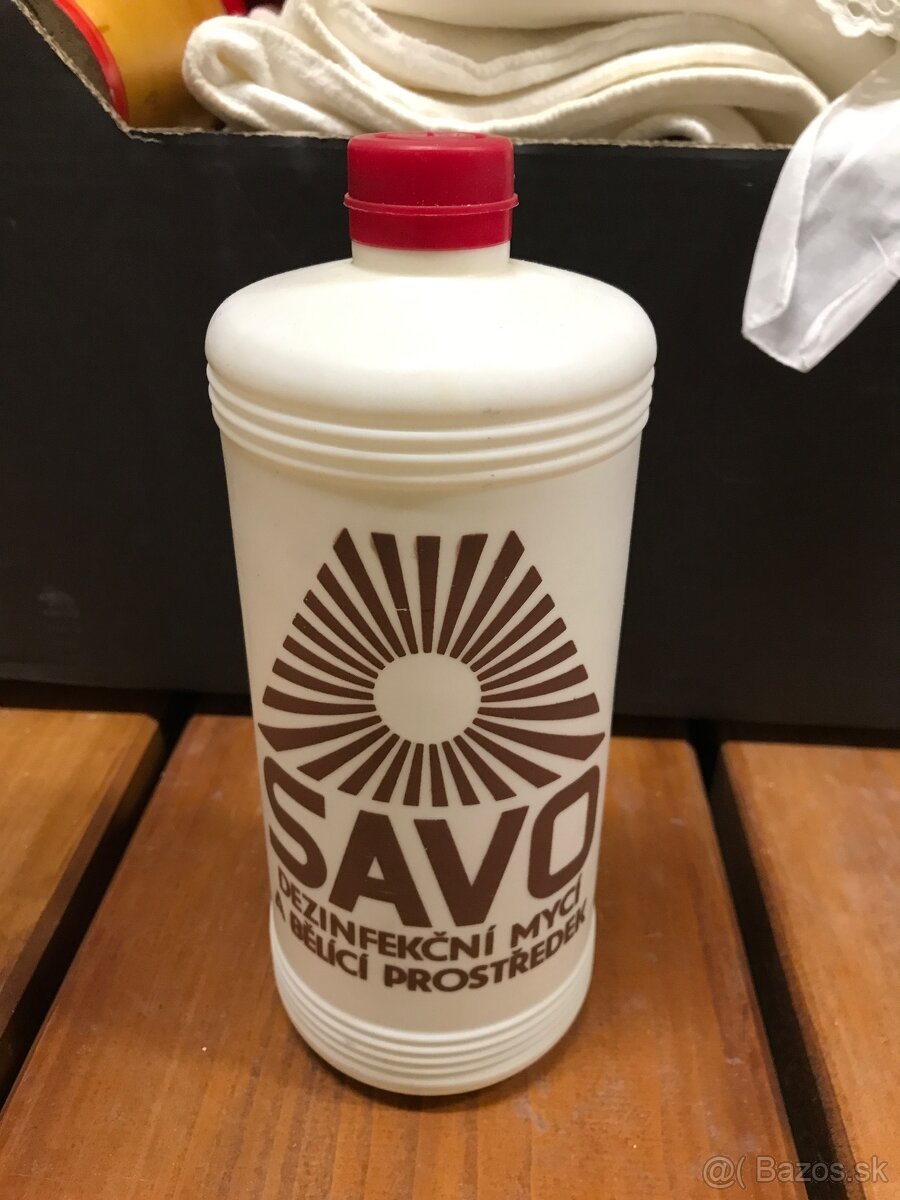 SAVO
DEZINFEKČNÍ MYCÍ
A BĚLÍCÍ PROSTŘEDEK
@( Bazos.sk